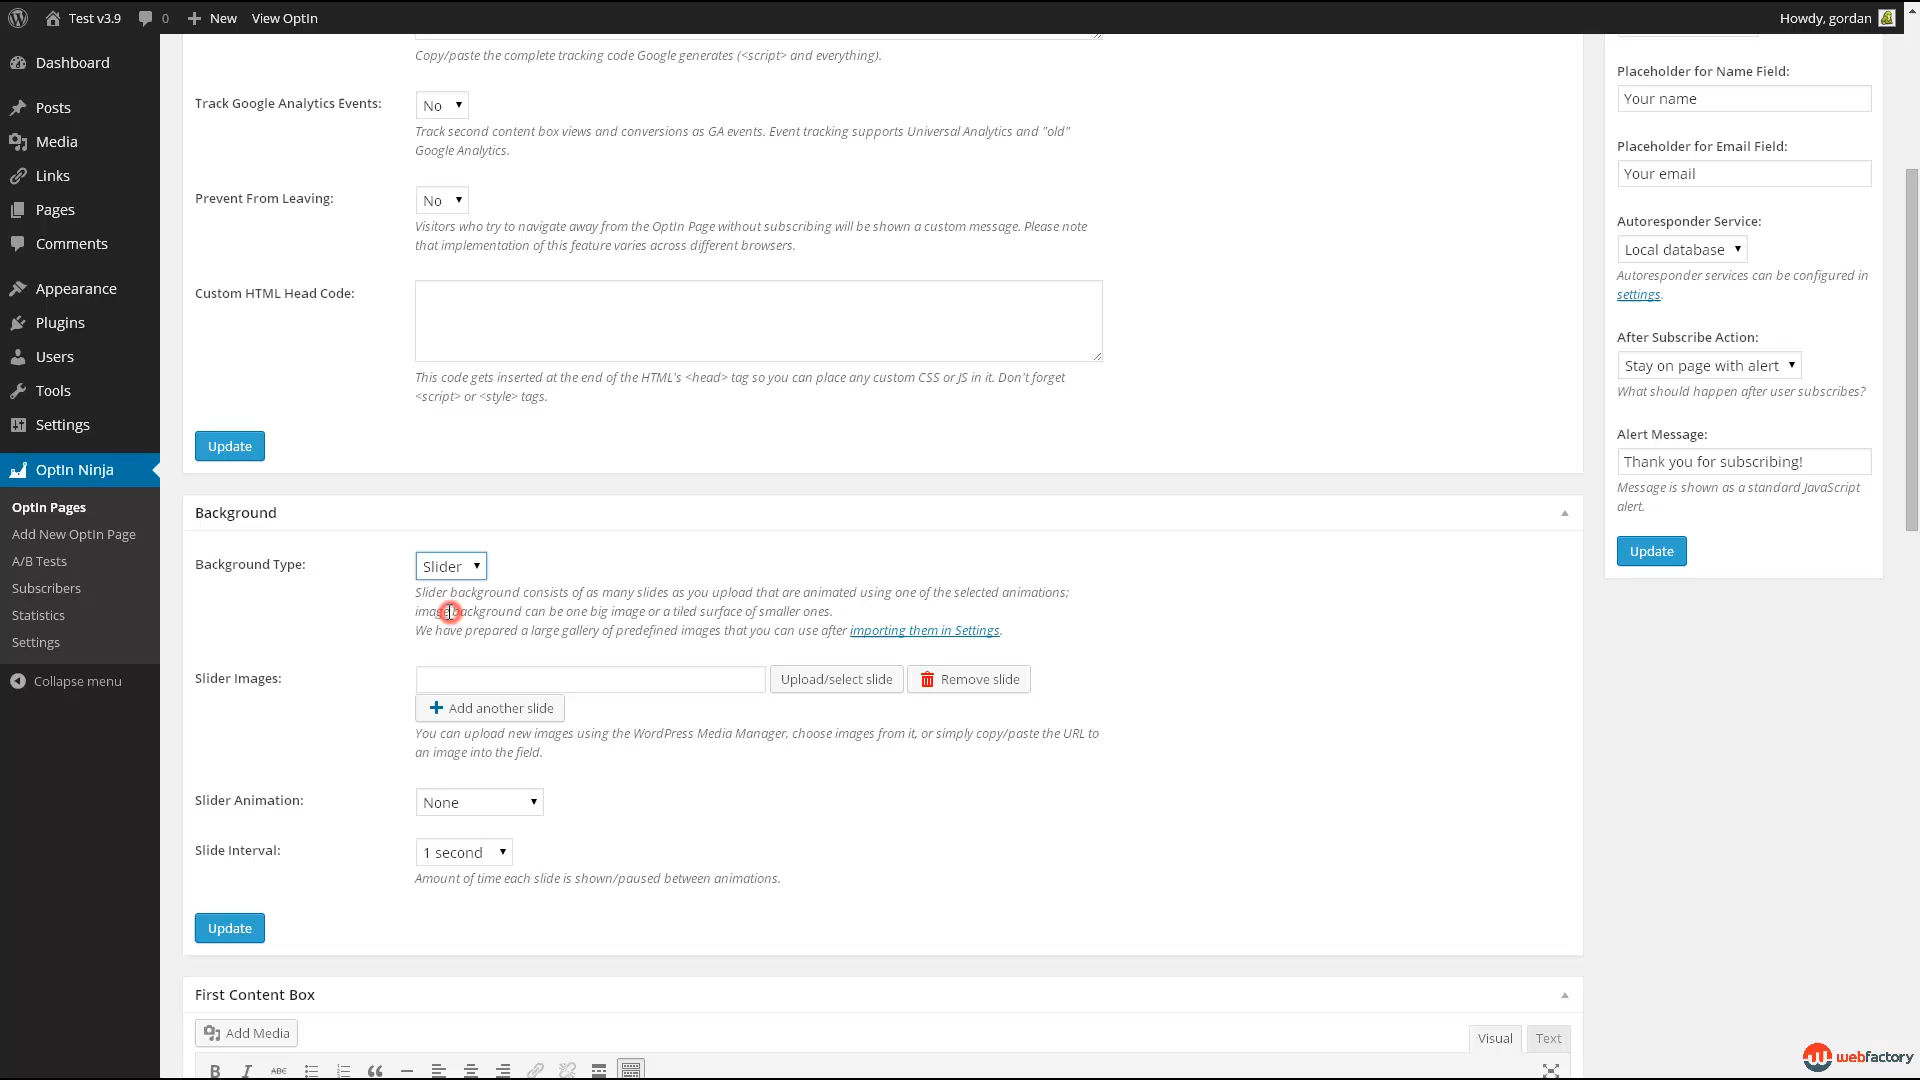 Test v3.9
0
New
View OptIn
Howdy, gordan
Dashboard
Posts
Media
Links
Pages
Comments
Appearance
Plugins
Users
Tools
Settings
OptIn Ninja
OptIn Pages
Add New OptIn Page
A/B Tests
Subscribers
Statistics
Settings
Collapse menu
Copy/paste the complete tracking code Google generates (<script> and everything).
Track Google Analytics Events:
No
Track second content box views and conversions as GA events. Event tracking supports Universal Analytics and "old"
Google Analytics.
Prevent From Leaving:
No
Visitors who try to navigate away from the OptIn Page without subscribing will be shown a custom message. Please note
that implementation of this feature varies across different browsers.
Custom HTML Head Code:
This code gets inserted at the end of the HTML's <head> tag so you can place any custom CSS or JS in it. Don't forget
<script> or <style> tags.
Update
Background
Background Type:
Slider
Slider background consists of as many slides as you upload that are animated using one of the selected animations;
image background can be one big image or a tiled surface of smaller ones.
We have prepared a large gallery of predefined images that you can use after importing them in Settings.
Slider Images:
Upload/select slide
Remove slide
Add another slide
You can upload new images using the WordPress Media Manager, choose images from it, or simply copy/paste the URL to
an image into the field.
Slider Animation:
None
Slide Interval:
1 second
Amount of time each slide is shown/paused between animations.
Update
First Content Box
Add Media
Visual
Text
B
I
ABC
Placeholder for Name Field:
Your name
Placeholder for Email Field:
Your email
Autoresponder Service:
Local database
Autoresponder services can be configured in
settings.
After Subscribe Action:
Stay on page with alert
What should happen after user subscribes?
Alert Message:
Thank you for subscribing!
Message is shown as a standard JavaScript
alert.
Update
webfactory